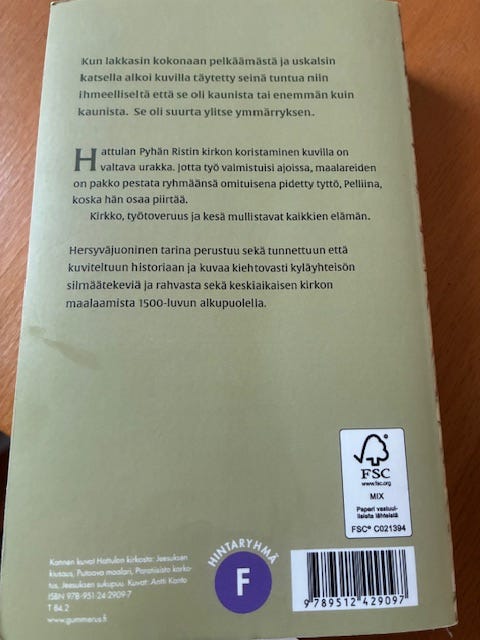 Kun lakkasin kokonaan pelkäämästä ja uskalsin
katsella alkoi kuvilla täytetty seinä tuntua niin
ihmeelliseltä että se oli kaunista tai enemmän kuin
kaunista. Se oli suurta ylitse ymmärryksen.
Hattulan Pyhän Ristin kirkon koristaminen kuvilla on
valtava urakka. Jotta työ valmistuisi ajoissa, maalareiden
on pakko pestata ryhmäänsä omituisena pidetty tyttö, Pelliina,
koska hän osaa piirtää.
Kirkko, työtoveruus ja kesä mullistavat kaikkien elämän.
Hersyväjuoninen tarina perustuu sekä tunnettuun että
kuviteltuun historiaan ja kuvaa kiehtovasti kyläyhteisön
silmäätekeviä ja rahvasta sekä keskiaikaisen kirkon
maalaamista 1500-luvun alkupuolella.
FSC
www.fsc.org
MIX
Paperi vastuul-
lisista lähteistä
FSC® C021394
Kannen kuvat Hattulan kirkosta: Jeesuksen
kiusaus, Putoava maalari, Paratiisista karko-
tus, Jeesuksen sukupuu. Kuvat: Antti Kanto
ISBN 978-951-24-2909-7
T 84.2
www.gummerus.fi
HINTARYHMÄ
F
9 789512 429097